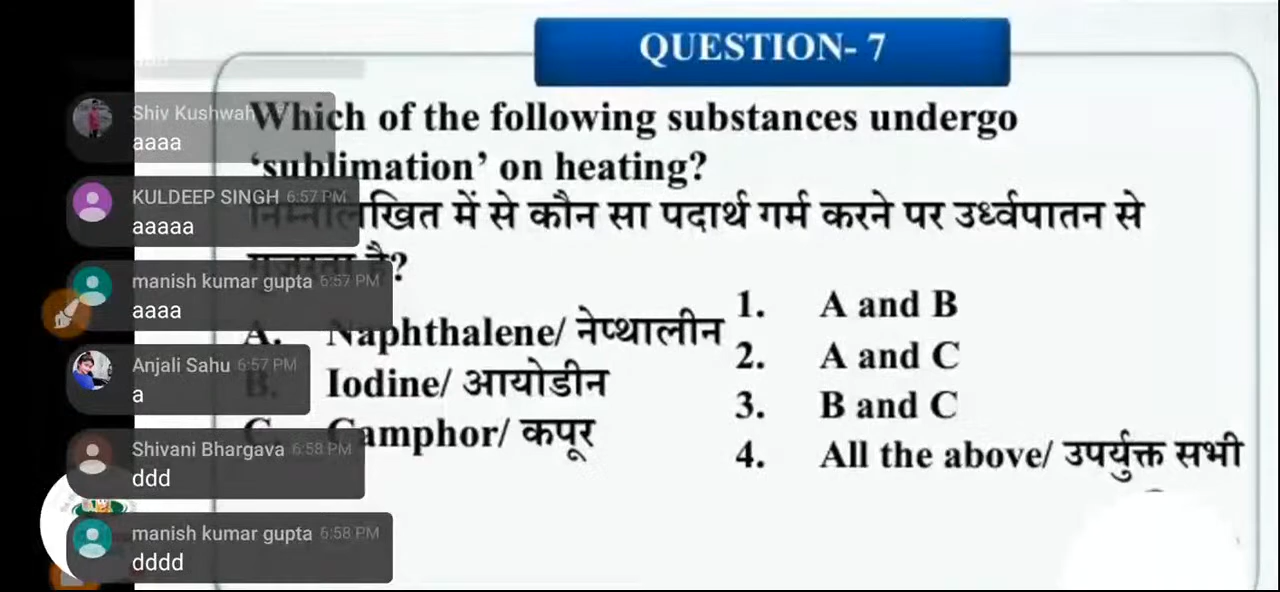 QUESTION- 7
Which of the following substances undergo
‘sublimation’ on heating?
निम्नलिखित में से कौन सा पदार्थ गर्म करने पर उर्ध्वपातन से
गुजरता है?
A. Naphthalene/ नेप्थालीन
B. Iodine/ आयोडीन
C. Camphor/ कपूर
1. A and B
2. A and C
3. B and C
4. All the above/ उपर्युक्त सभी
Shiv Kushwah
aaaa
KULDEEP SINGH 6:57 PM
aaaaa
manish kumar gupta 6:57 PM
aaaa
Anjali Sahu 6:57 PM
a
Shivani Bhargava 6:58 PM
ddd
manish kumar gupta 6:58 PM
dddd